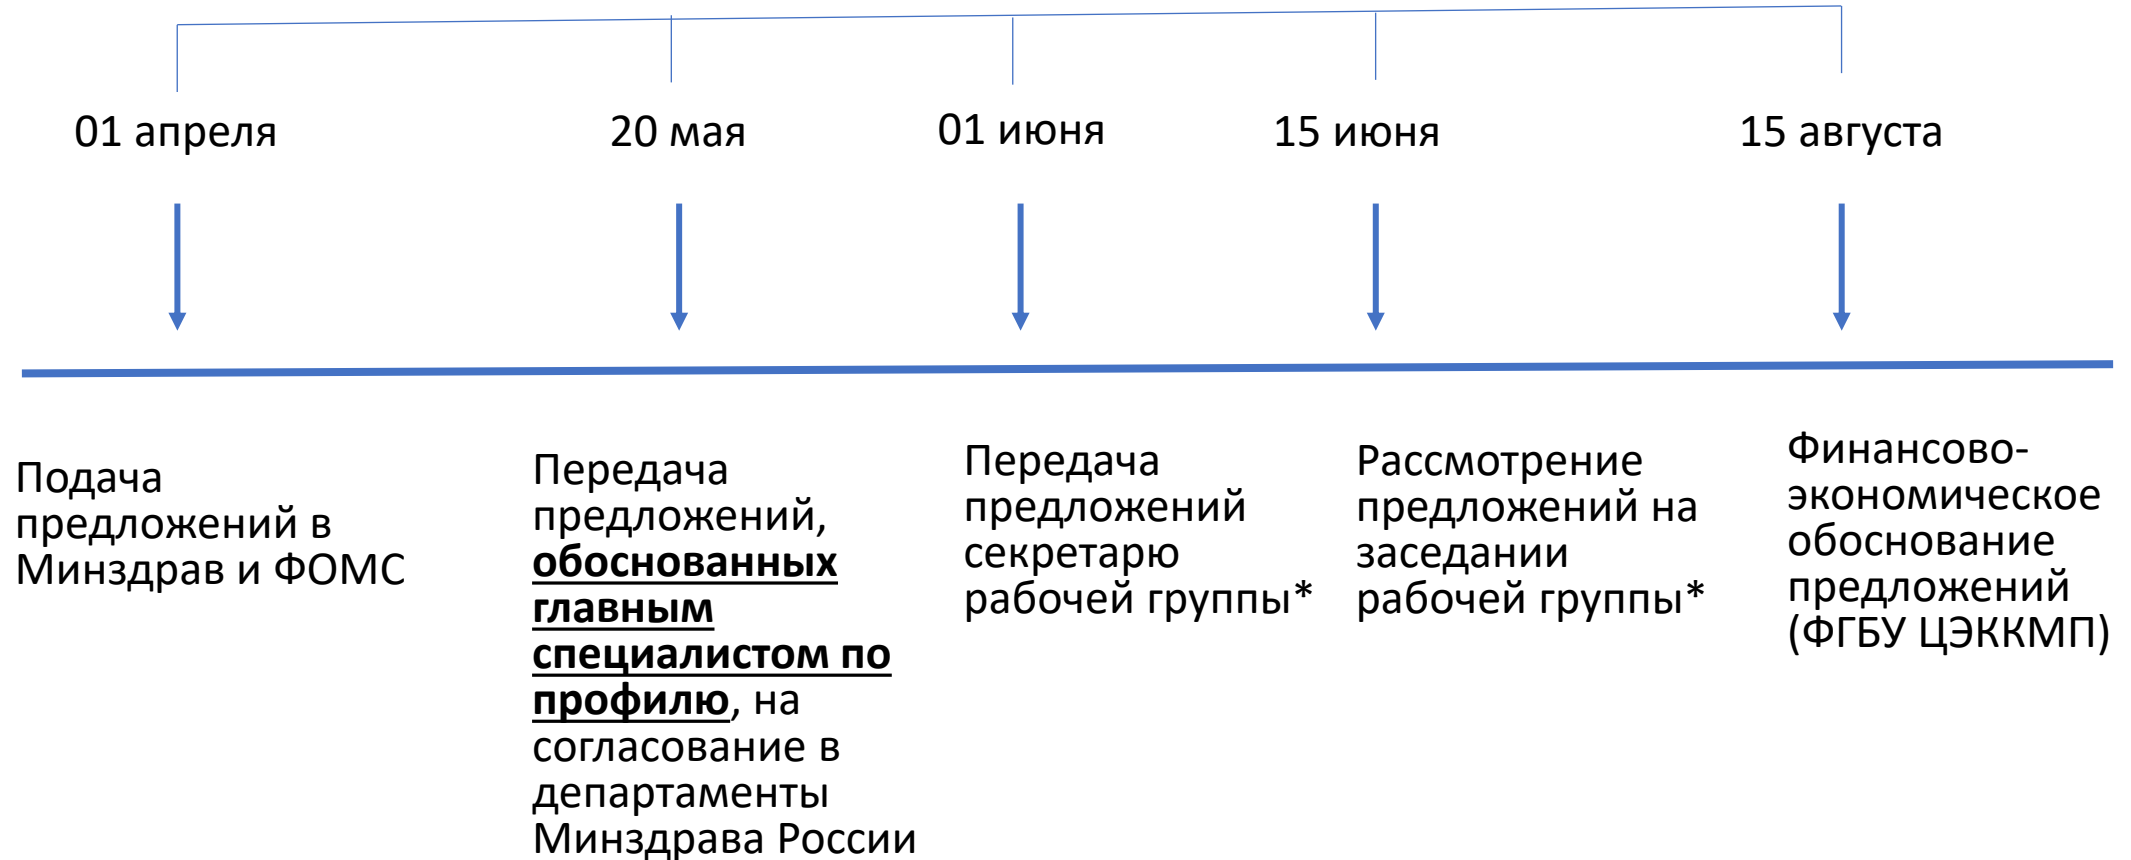 01 апреля
20 мая
01 июня
15 июня
15 августа
Подача
предложений в
Минздрав и ФОМС
Передача
предложений,
обоснованных
главным
специалистом по
профилю, на
согласование в
департаменты
Минздрава России
Передача
предложений
секретарю
рабочей группы*
Рассмотрение
предложений на
заседании
рабочей группы*
Финансово-
экономическое
обоснование
предложений
(ФГБУ ЦЭККМП)